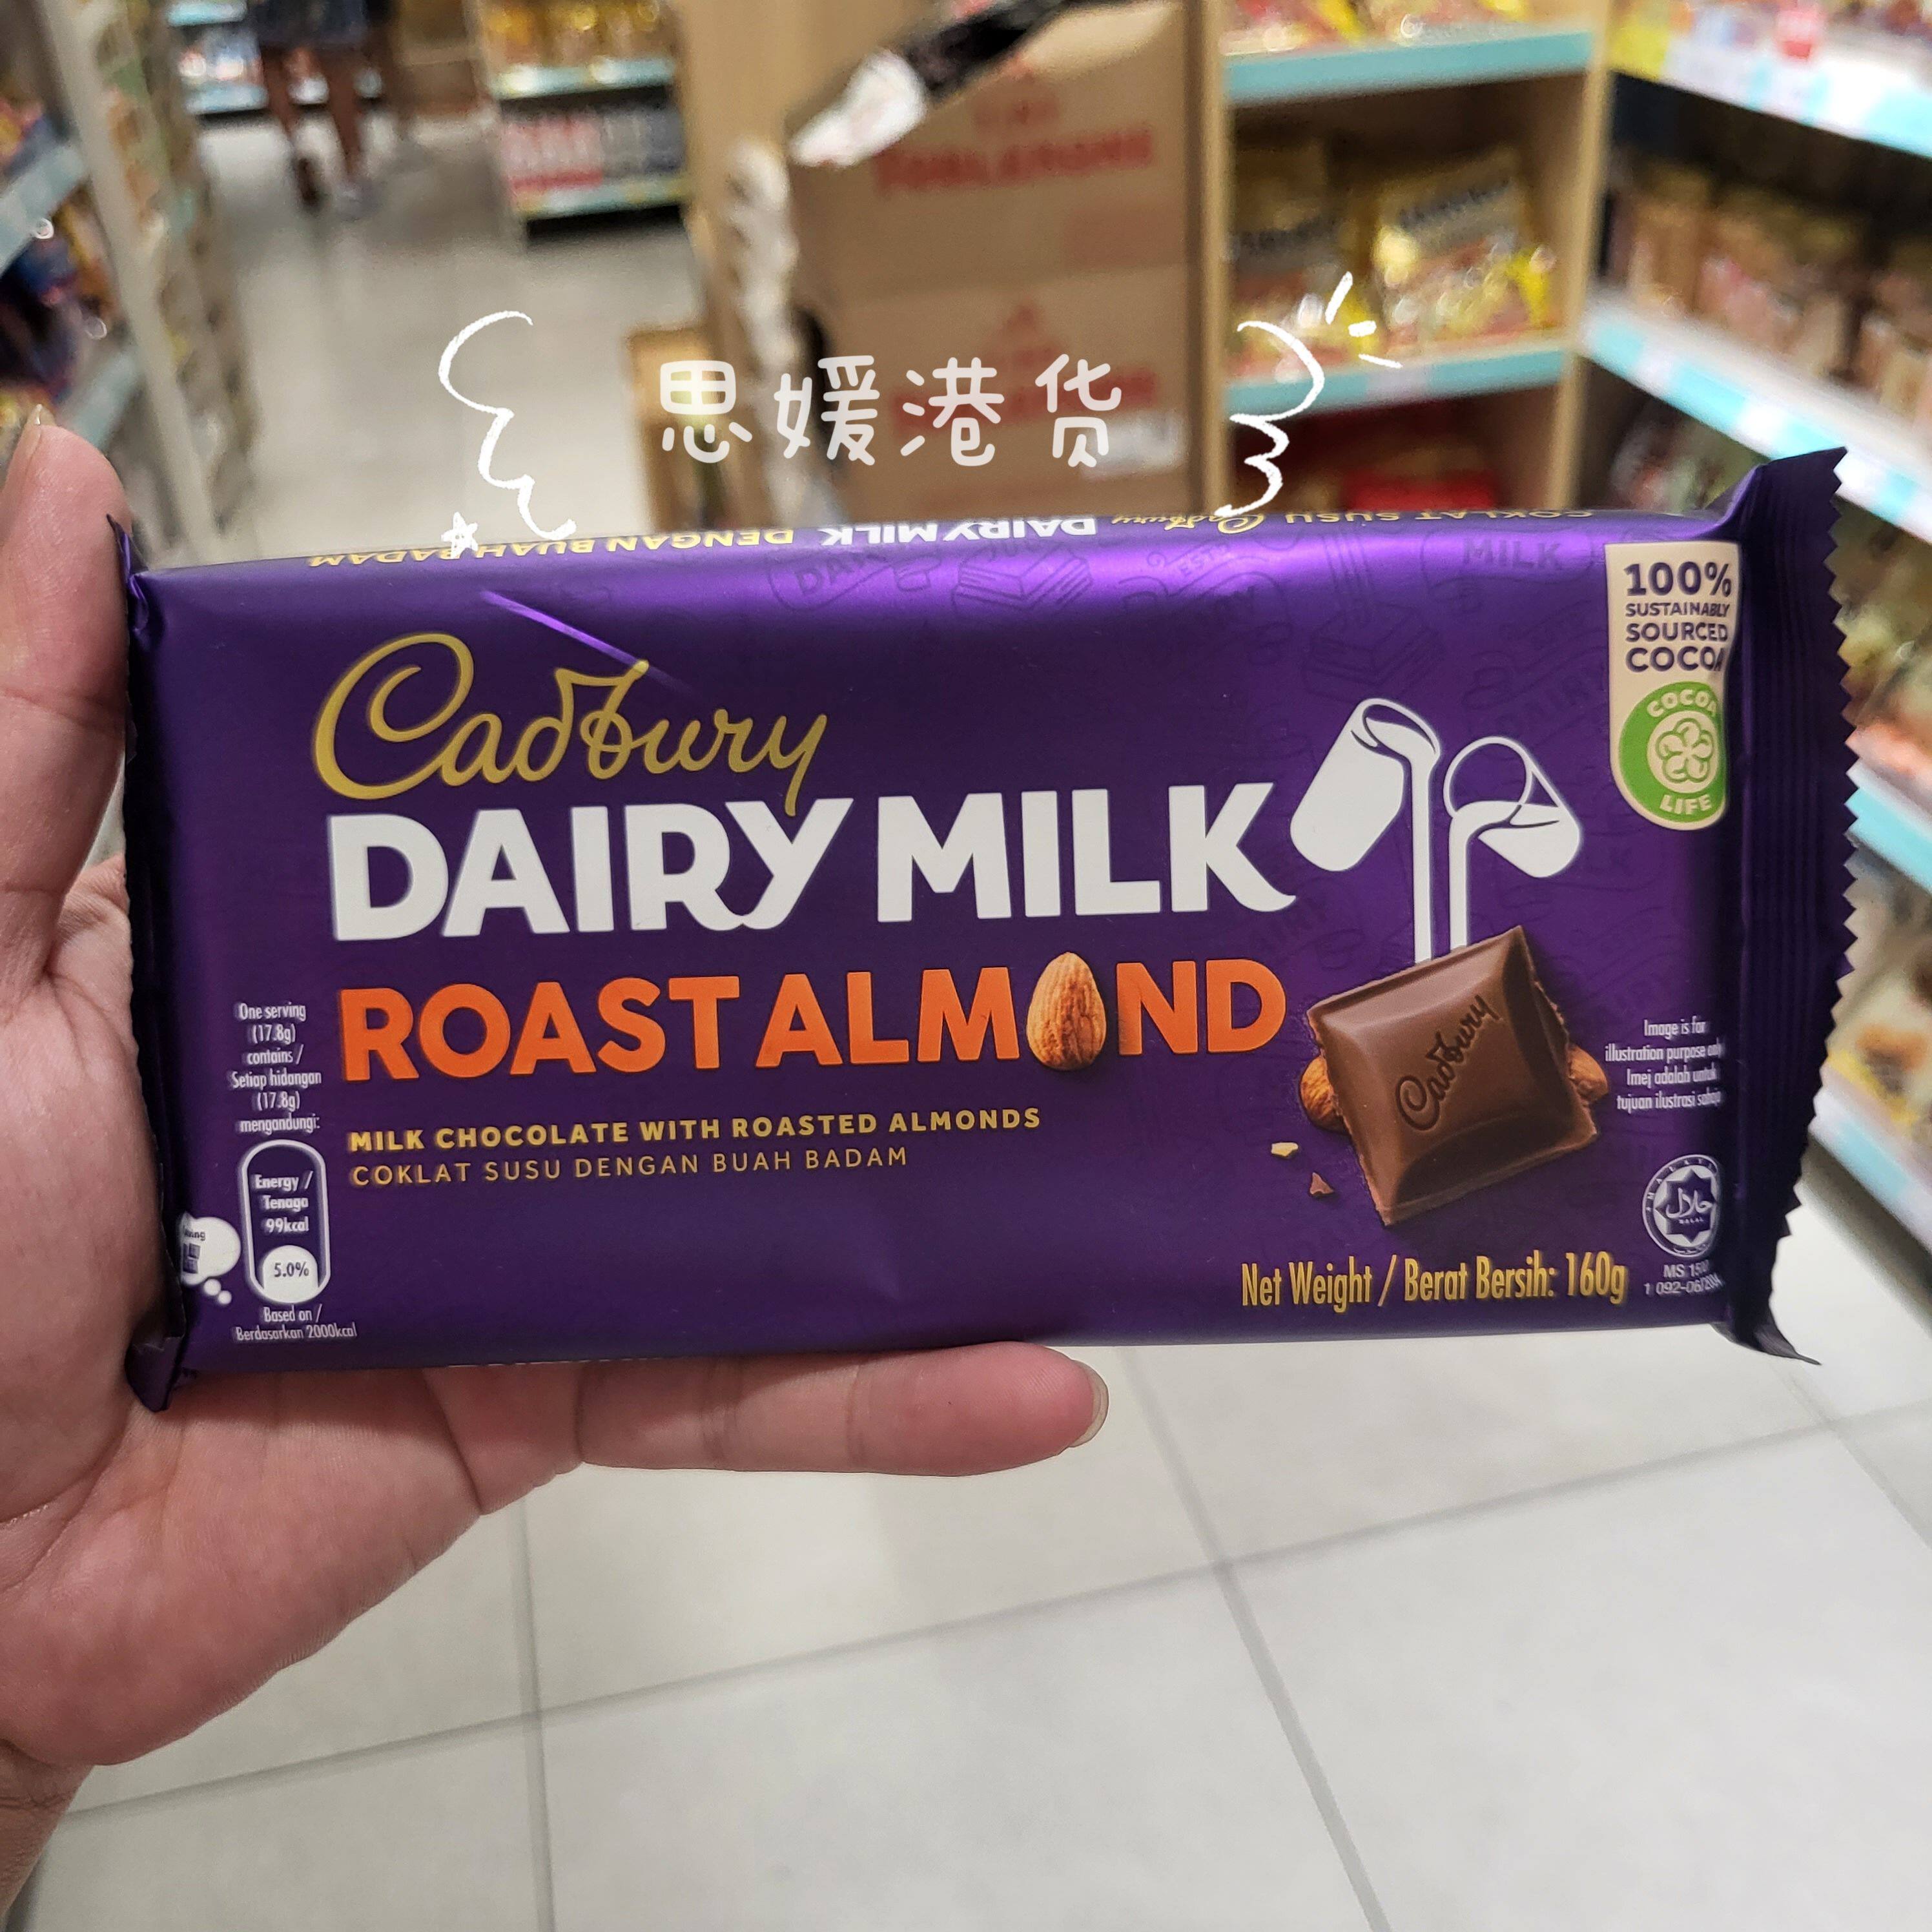 思媛港货
COKLAT SUSU Cadbury DAIRY MILK DENGAN BUAH BADAM
100%
SUSTAINABLY
SOURCED
COCOA
COCOA
LIFE
Cadbury
DAIRY MILK
ROAST ALMOND
MILK CHOCOLATE WITH ROASTED ALMONDS
COKLAT SUSU DENGAN BUAH BADAM
One serving
(17.8g)
contains /
Setiap hidangan
(17.8g)
mengandungi:
Energy /
Tenaga
99kcal
5.0%
Based on /
Berdasarkan 2000kcal
Cadbury
Image is for
illustration purpose only
Imej adalah untuk
tujuan ilustrasi sahaja
حلال
HALAL
Net Weight / Berat Bersih: 160g